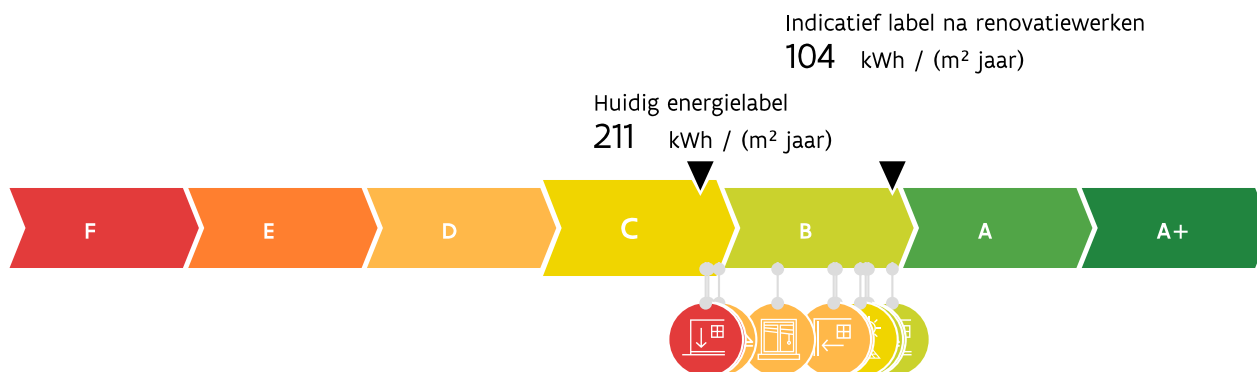 Indicatief label na renovatiewerken
104 kWh / (m² jaar)
Huidig energielabel
211 kWh / (m² jaar)
F E D C B A A+